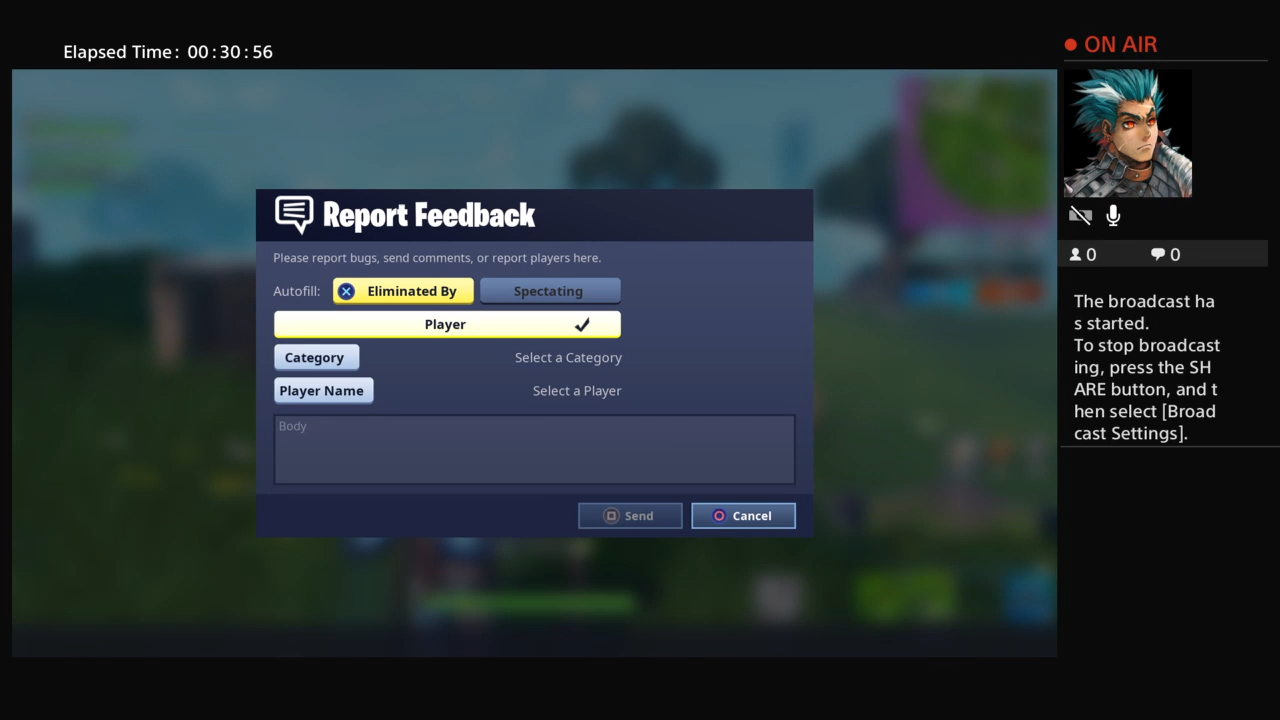 Elapsed Time: 00:30:56
ON AIR
Report Feedback
Please report bugs, send comments, or report players here.
Autofill: Eliminated By Spectating
Player
Category Select a Category
Player Name Select a Player
Body
Send Cancel
0 0
The broadcast ha
s started.
To stop broadcast
ing, press the SH
ARE button, and t
hen select [Broad
cast Settings].